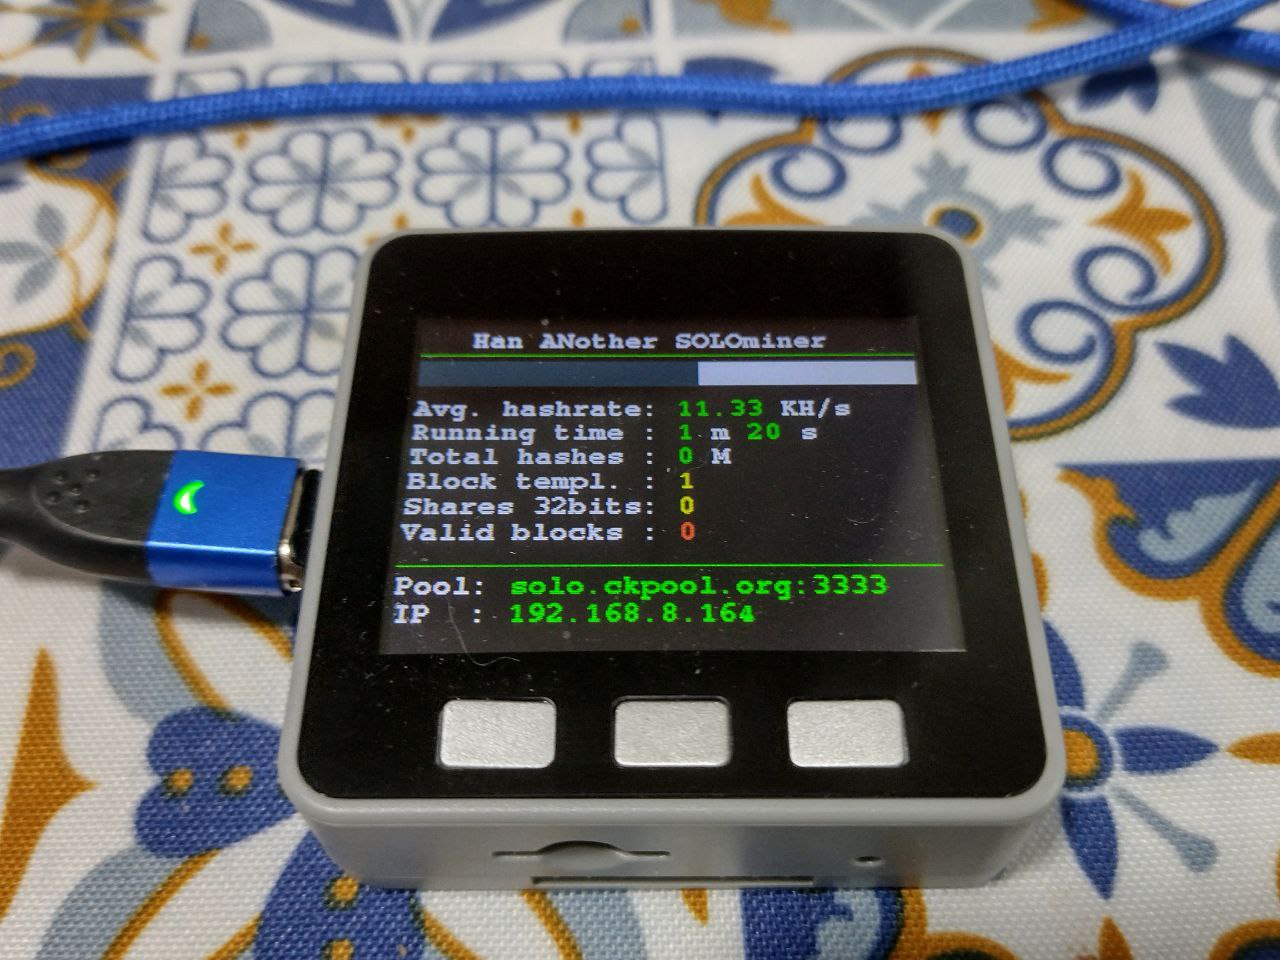 Han ANother SOLOminer
Avg. hashrate: 11.33 KH/s
Running time : 1 m 20 s
Total hashes : 0 M
Block templ. : 1
Shares 32bits: 0
Valid blocks : 0
Pool: solo.ckpool.org:3333
IP : 192.168.8.164